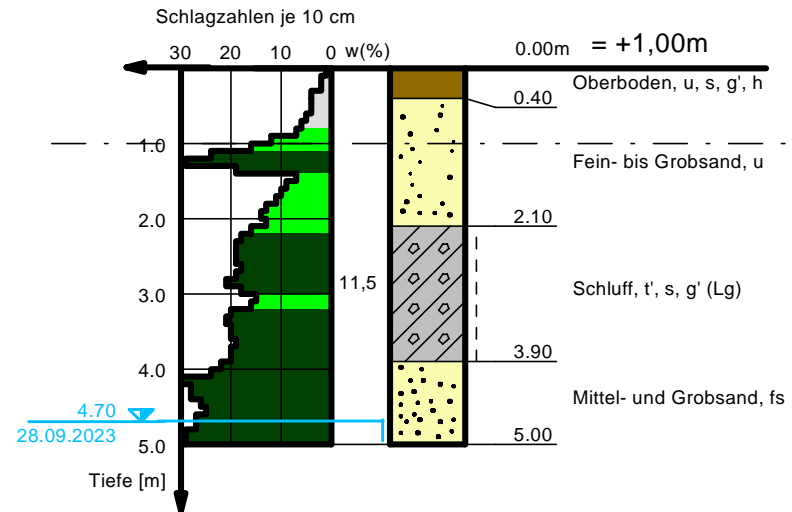 Schlagzahlen je 10 cm
30 20 10 0 w(%)
0.00m = +1,00m
Oberboden, u, s, g', h
0.40
1.0
Fein- bis Grobsand, u
2.0
2.10
11,5
3.0
Schluff, t', s, g' (Lg)
3.90
4.0
Mittel- und Grobsand, fs
4.70
28.09.2023
5.0
5.00
Tiefe [m]